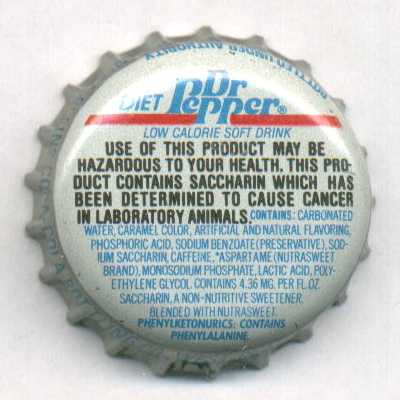 BOTTLED UNDER AUTHORITY
DIET Dr Pepper®
LOW CALORIE SOFT DRINK
USE OF THIS PRODUCT MAY BE
HAZARDOUS TO YOUR HEALTH. THIS PRO-
DUCT CONTAINS SACCHARIN WHICH HAS
BEEN DETERMINED TO CAUSE CANCER
IN LABORATORY ANIMALS. CONTAINS: CARBONATED
WATER, CARAMEL COLOR, ARTIFICIAL AND NATURAL FLAVORING,
PHOSPHORIC ACID, SODIUM BENZOATE (PRESERVATIVE), SOD-
IUM SACCHARIN, CAFFEINE, *ASPARTAME (NUTRASWEET
BRAND), MONOSODIUM PHOSPHATE, LACTIC ACID, POLY-
ETHYLENE GLYCOL. CONTAINS 4.36 MG. PER FL. OZ.
SACCHARIN, A NON-NUTRITIVE SWEETENER.
BLENDED WITH NUTRASWEET.
PHENYLKETONURICS: CONTAINS
PHENYLALANINE.